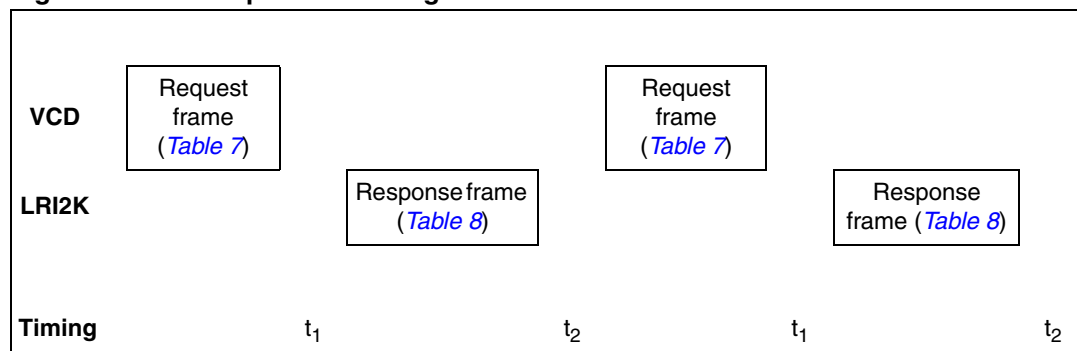 VCD
Request
frame
(Table 7)
Request
frame
(Table 7)
LRI2K
Response frame
(Table 8)
Response
frame (Table 8)
Timing t1 t2 t1 t2